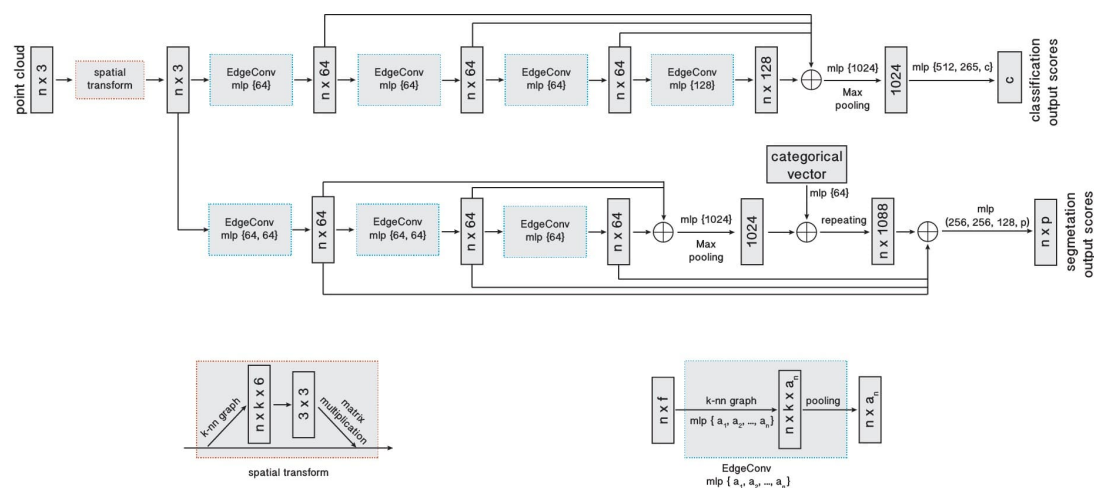 point cloud
n x 3
spatial
transform
n x 3
EdgeConv
mlp {64}
n x 64
EdgeConv
mlp {64}
n x 64
EdgeConv
mlp {64}
n x 64
EdgeConv
mlp {128}
n x 128
mlp {1024}
Max
pooling
1024
mlp {512, 265, c}
c
classification
output scores
EdgeConv
mlp {64, 64}
n x 64
EdgeConv
mlp {64, 64}
n x 64
EdgeConv
mlp {64}
n x 64
mlp {1024}
Max
pooling
1024
categorical
vector
mlp {64}
repeating
n x 1088
mlp
(256, 256, 128, p}
n x p
segmetation
output scores
k-nn graph
n x k x 6
3 x 3
matrix
multiplication
spatial transform
n x f
k-nn graph
mlp { a₁, a₂, ..., aₙ}
n x k x aₙ
pooling
n x aₙ
EdgeConv
mlp { a₁, a₂, ..., aₙ}